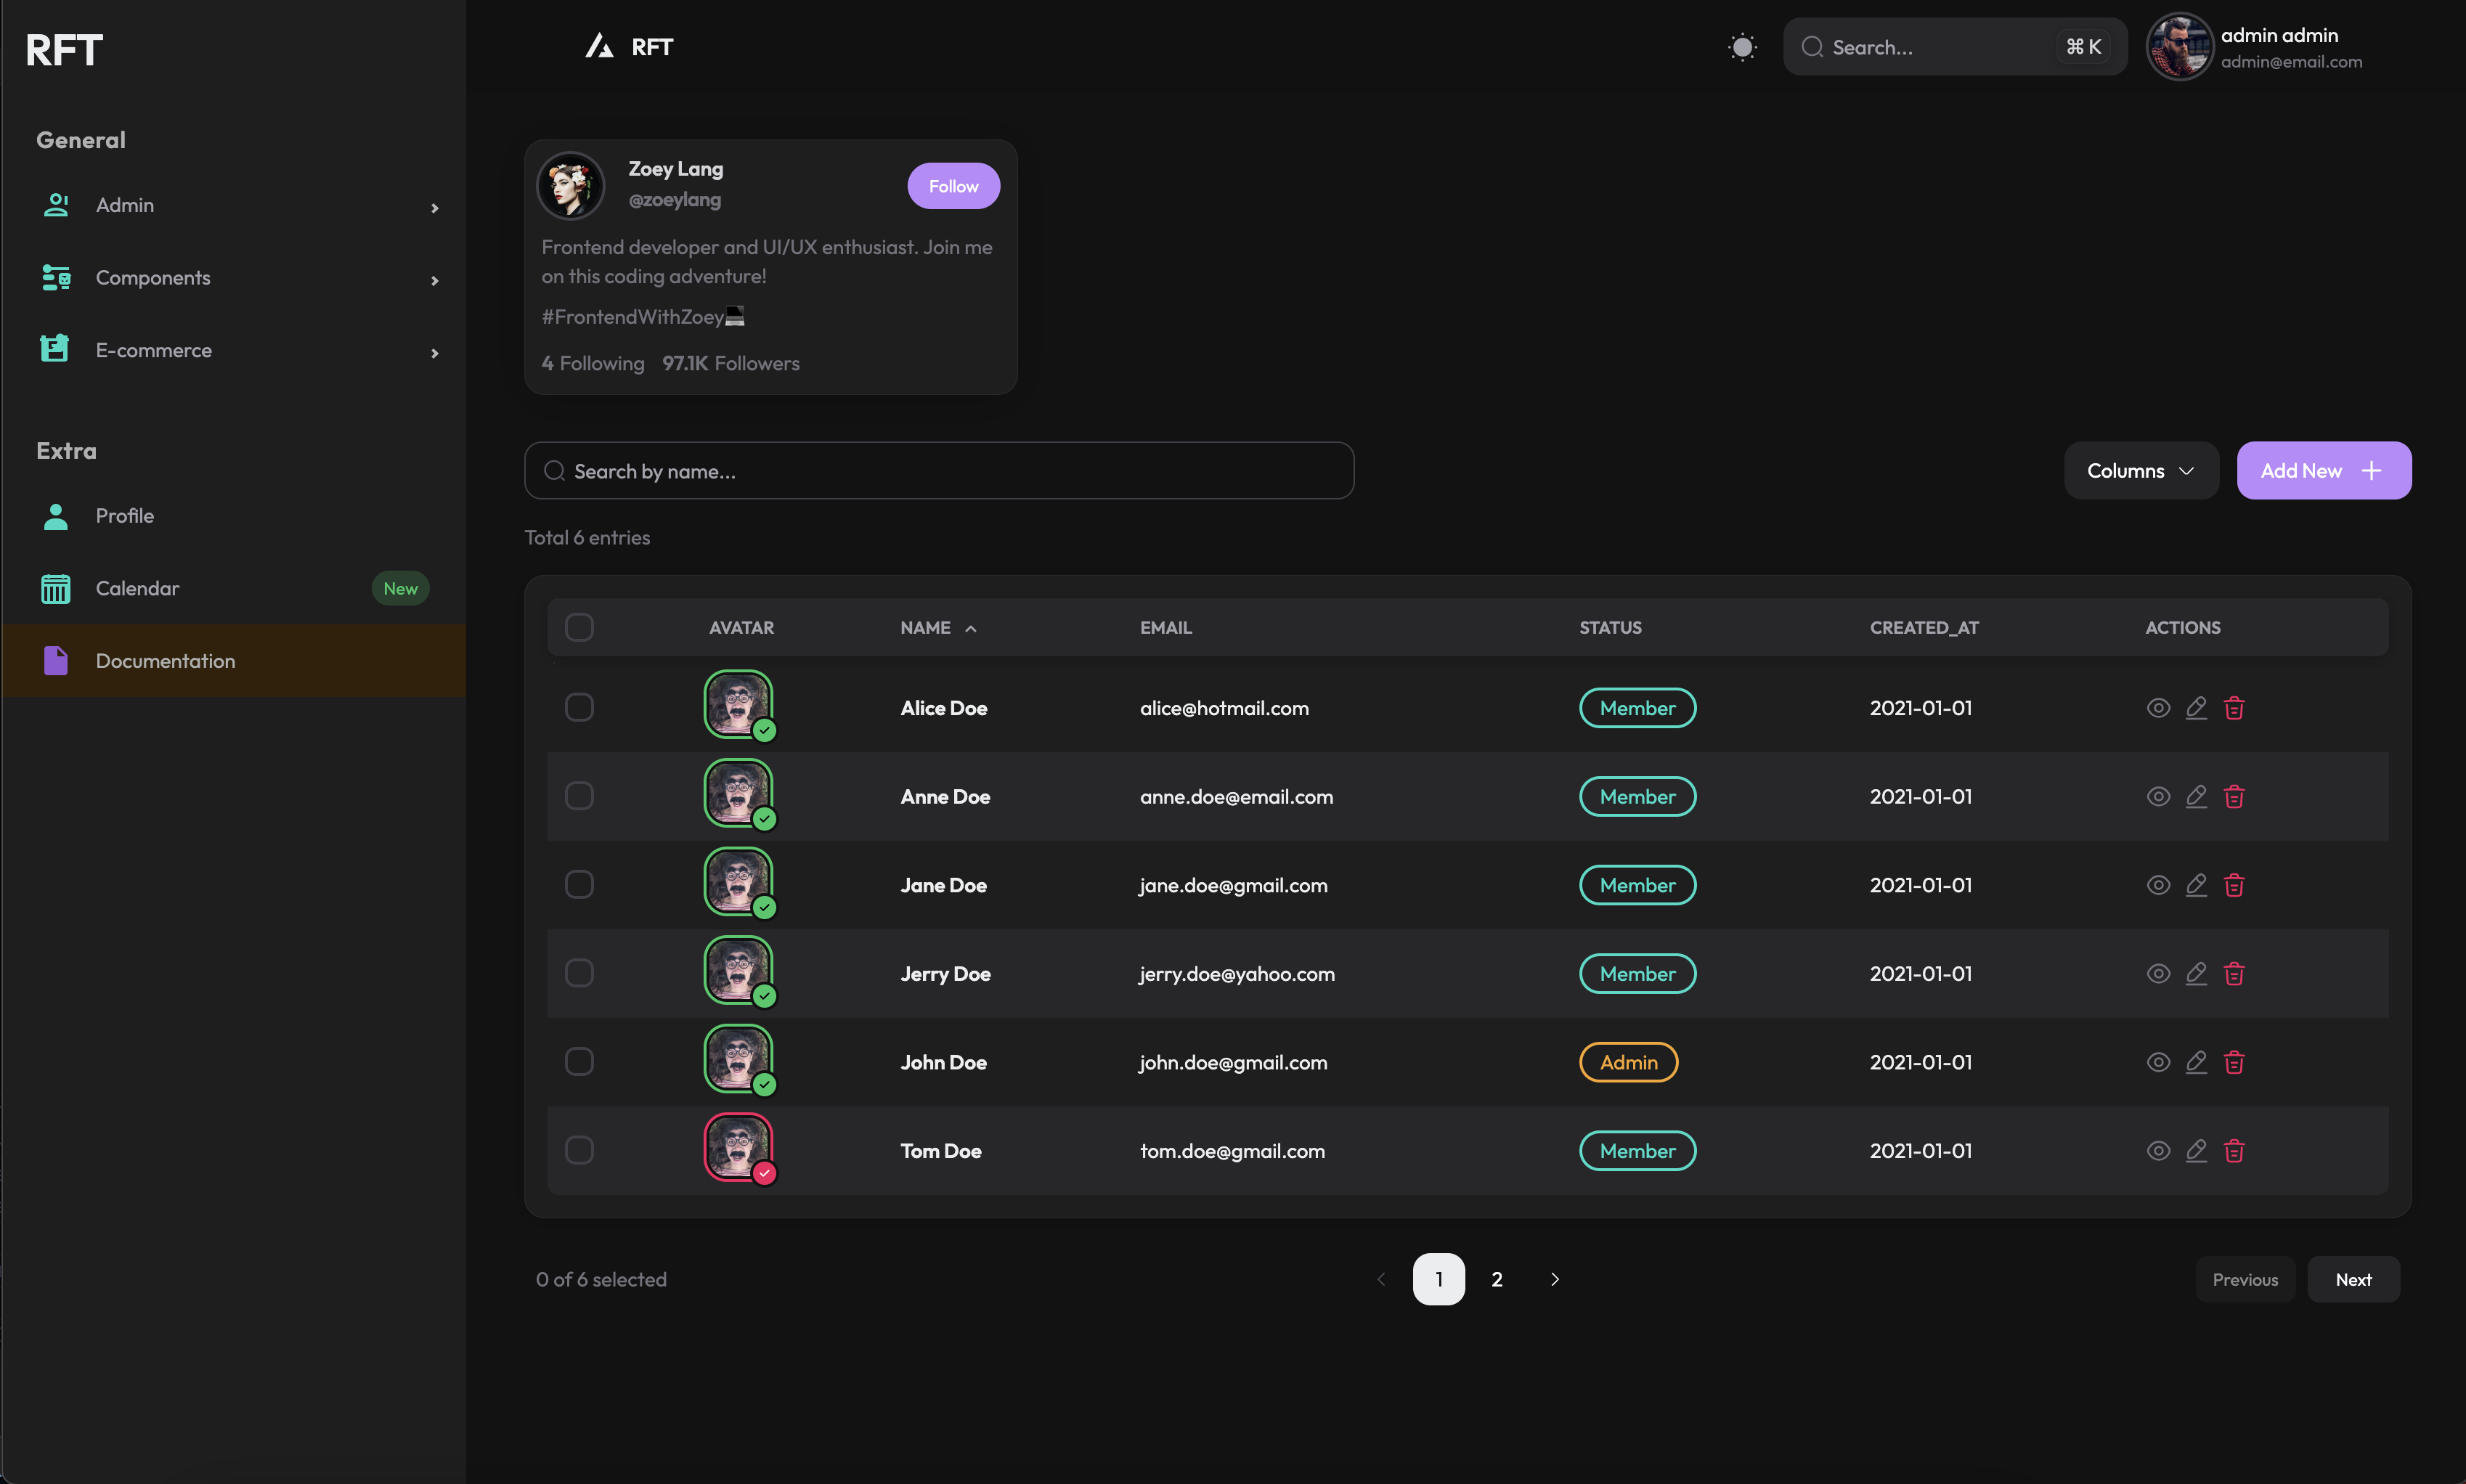 RFT
General
Admin
Components
E-commerce
Extra
Profile
Calendar New
Documentation
RFT
Search... ⌘ K
admin admin
admin@email.com
Zoey Lang
@zoeylang
Follow
Frontend developer and UI/UX enthusiast. Join me
on this coding adventure!
#FrontendWithZoey💻
4 Following 97.1K Followers
Search by name...
Columns
Add New
Total 6 entries
AVATAR NAME EMAIL STATUS CREATED_AT ACTIONS
Alice Doe alice@hotmail.com Member 2021-01-01
Anne Doe anne.doe@email.com Member 2021-01-01
Jane Doe jane.doe@gmail.com Member 2021-01-01
Jerry Doe jerry.doe@yahoo.com Member 2021-01-01
John Doe john.doe@gmail.com Admin 2021-01-01
Tom Doe tom.doe@gmail.com Member 2021-01-01
0 of 6 selected
1 2
Previous Next